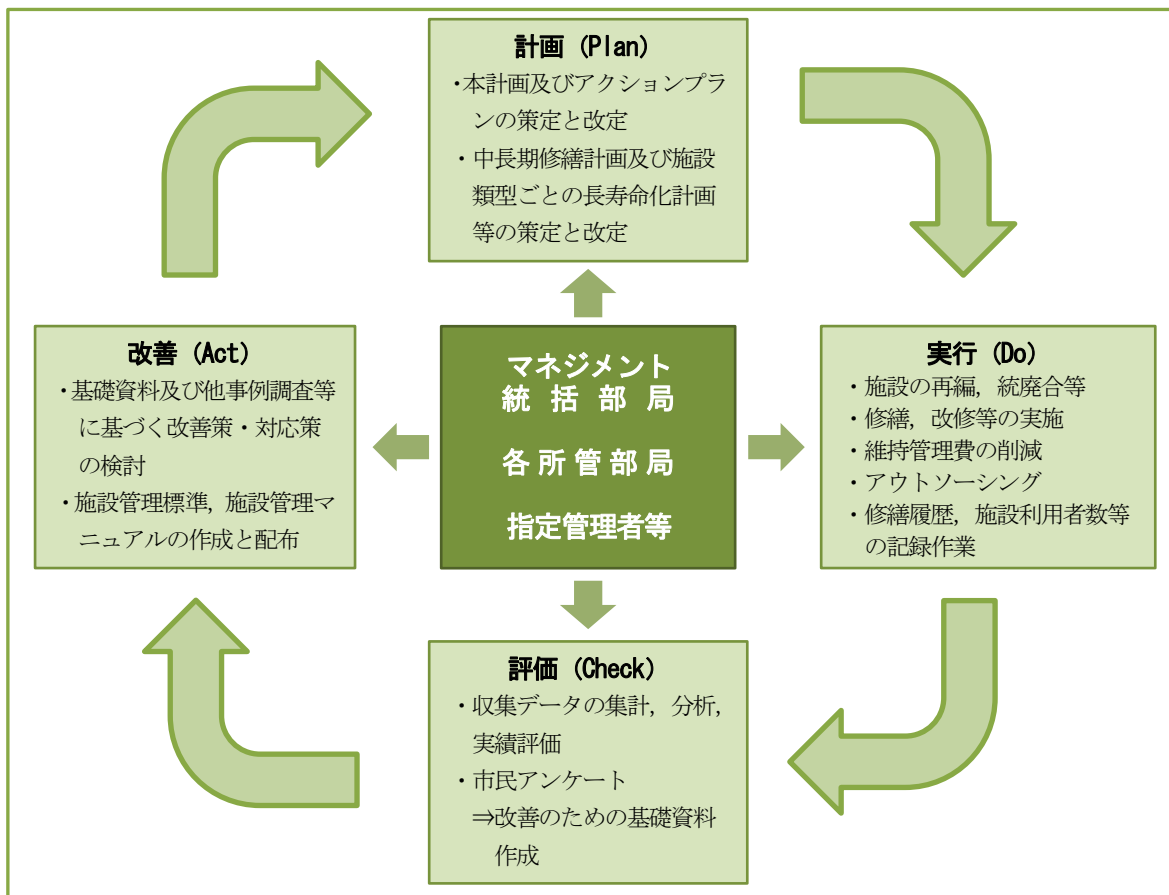 計画 (Plan)
・本計画及びアクションプラ
ンの策定と改定
・中長期修繕計画及び施設
類型ごとの長寿命化計画
等の策定と改定
改善 (Act)
・基礎資料及び他事例調査等
に基づく改善策・対応策
の検討
・施設管理標準，施設管理マ
ニュアルの作成と配布
マネジメント
統括部局
各所管部局
指定管理者等
実行 (Do)
・施設の再編，統廃合等
・修繕，改修等の実施
・維持管理費の削減
・アウトソーシング
・修繕履歴，施設利用者数等
の記録作業
評価 (Check)
・収集データの集計，分析，
実績評価
・市民アンケート
⇒改善のための基礎資料
作成